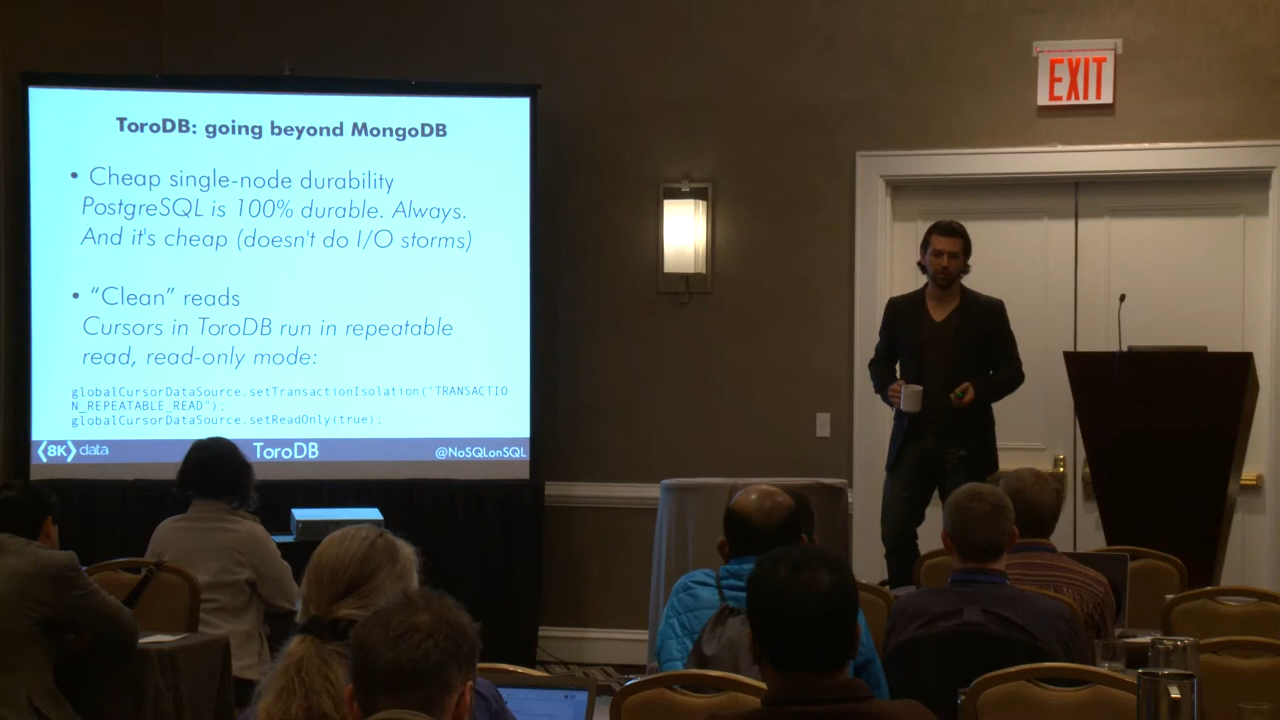 ToroDB: going beyond MongoDB
• Cheap single-node durability
PostgreSQL is 100% durable. Always.
And it's cheap (doesn't do I/O storms)
• “Clean” reads
Cursors in ToroDB run in repeatable
read, read-only mode:
globalCursorDataSource.setTransactionIsolation("TRANSACTIO
N_REPEATABLE_READ");
globalCursorDataSource.setReadOnly(true);
8K data
ToroDB
@NoSQLonSQL
EXIT